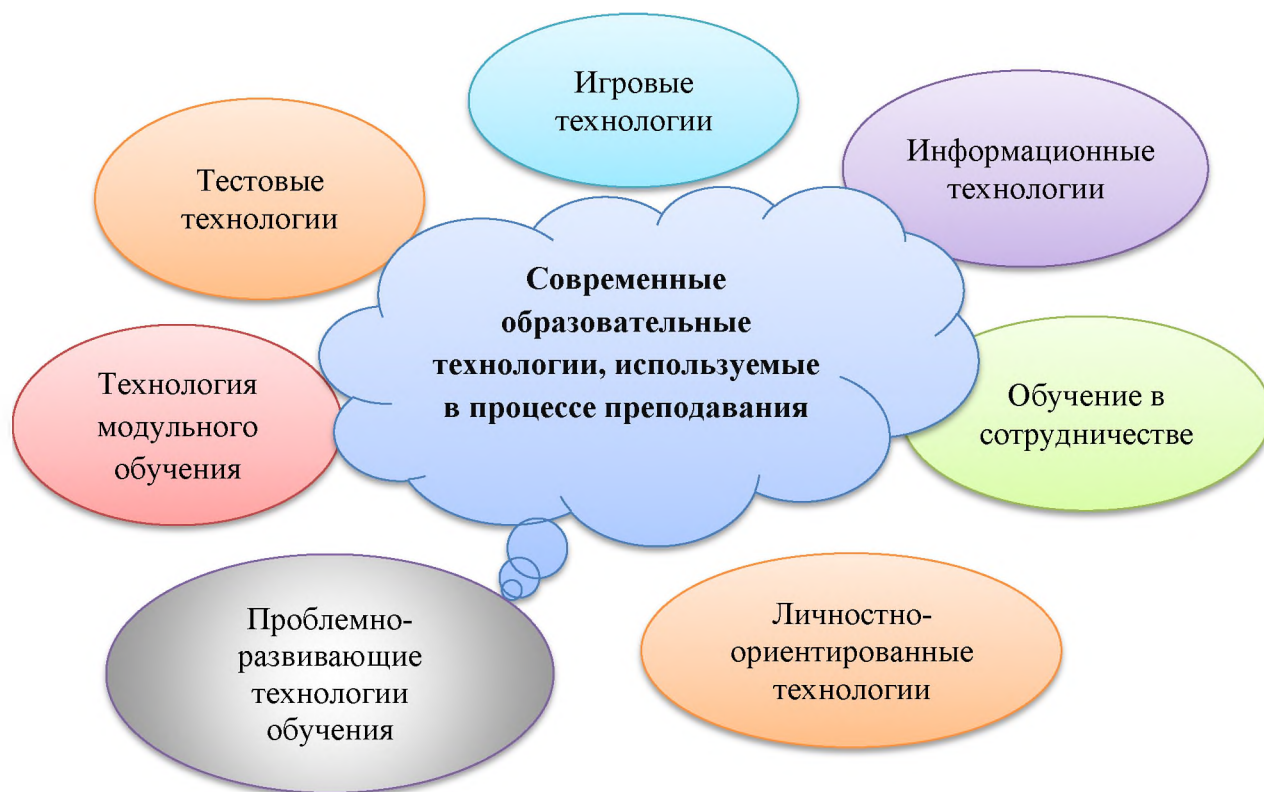 Игровые
технологии
Информационные
технологии
Тестовые
технологии
Современные
образовательные
технологии, используемые
в процессе преподавания
Технология
модульного
обучения
Обучение в
сотрудничестве
Проблемно-
развивающие
технологии
обучения
Личностно-
ориентированные
технологии